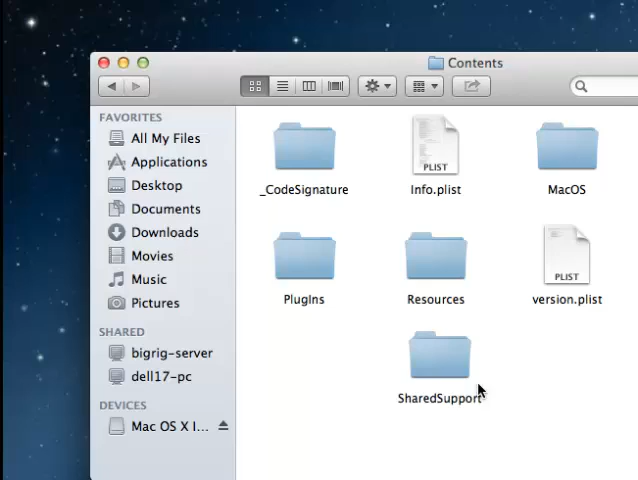 Contents
FAVORITES
All My Files
Applications
Desktop
Documents
Downloads
Movies
Music
Pictures
SHARED
bigrig-server
dell17-pc
DEVICES
Mac OS X I...
_CodeSignature
Info.plist
MacOS
PLIST
PlugIns
Resources
version.plist
PLIST
SharedSupport